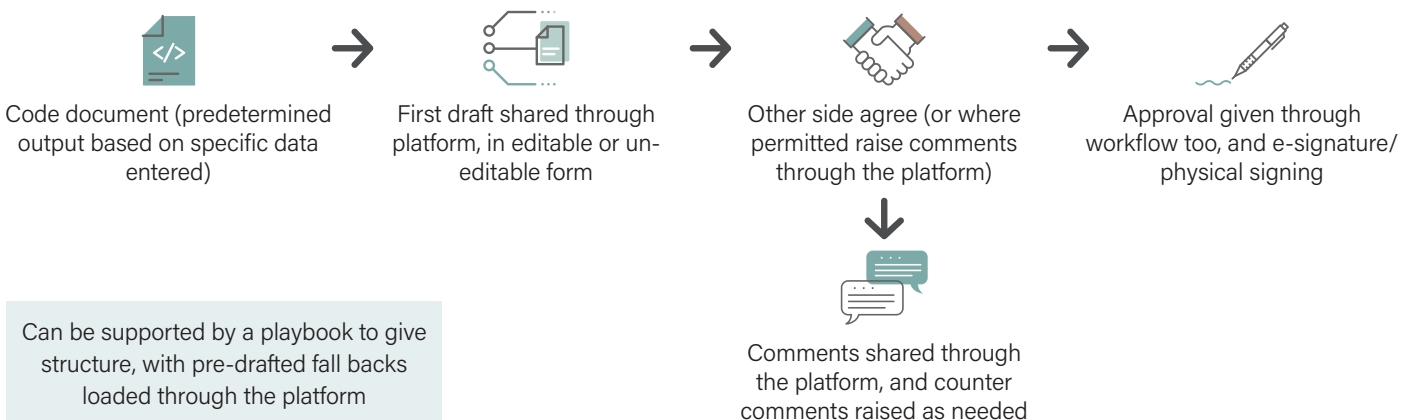 </>
Code document (predetermined
output based on specific data
entered)
First draft shared through
platform, in editable or un-
editable form
Other side agree (or where
permitted raise comments
through the platform)
Approval given through
workflow too, and e-signature/
physical signing
Can be supported by a playbook to give
structure, with pre-drafted fall backs
loaded through the platform
Comments shared through
the platform, and counter
comments raised as needed